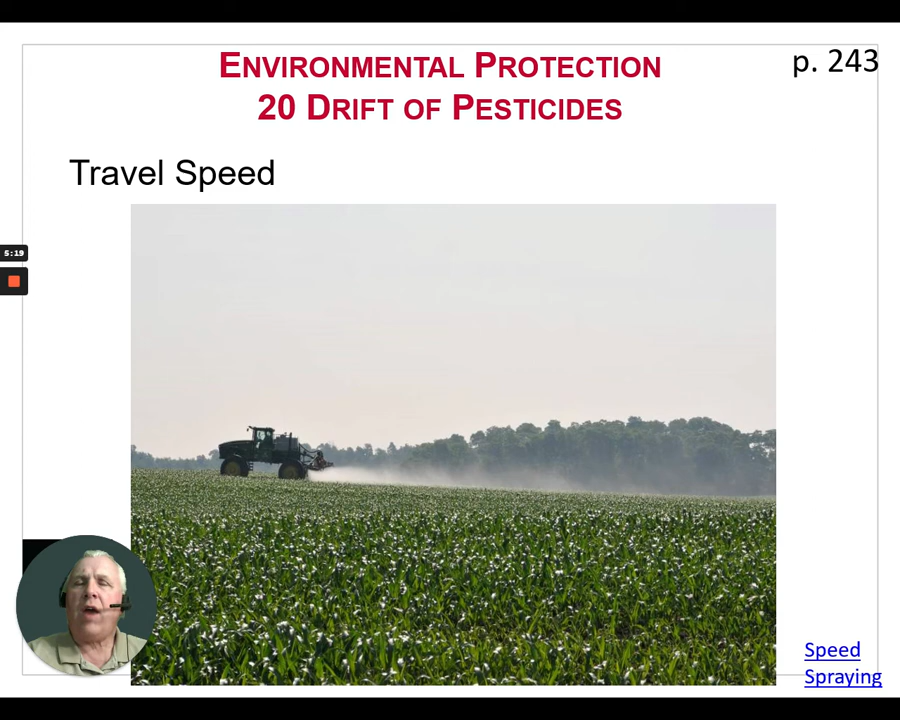 ENVIRONMENTAL PROTECTION
p. 243
20 DRIFT OF PESTICIDES
Travel Speed
5:19
Speed
Spraying